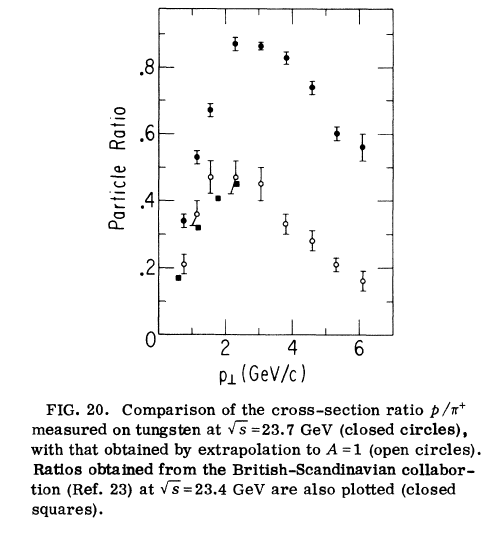 .8
.6
.4
.2
0
Particle Ratio
2 4 6
p⊥ (GeV/c)
FIG. 20. Comparison of the cross-section ratio p/π⁺
measured on tungsten at √s =23.7 GeV (closed circles),
with that obtained by extrapolation to A =1 (open circles).
Ratios obtained from the British-Scandinavian collabor-
tion (Ref. 23) at √s =23.4 GeV are also plotted (closed
squares).